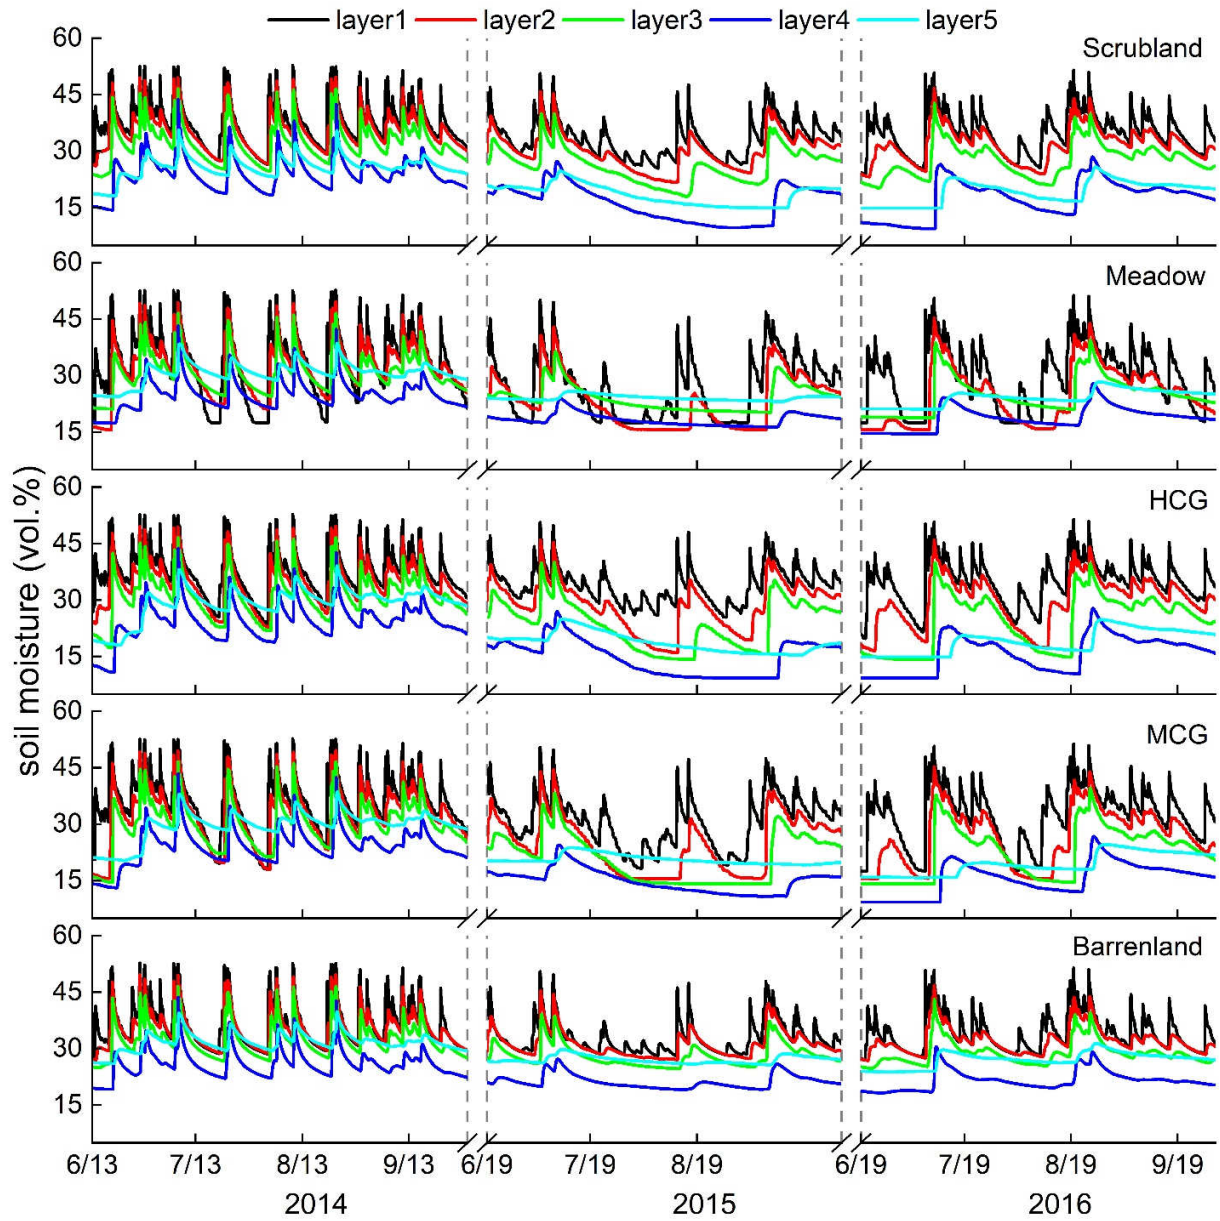 layer1 layer2 layer3 layer4 layer5
soil moisture (vol.%)
60
45
30
15
Scrubland
60
45
30
15
Meadow
60
45
30
15
HCG
60
45
30
15
MCG
60
45
30
15
Barrenland
6/13 7/13 8/13 9/13 6/19 7/19 8/19 6/19 7/19 8/19 9/19
2014 2015 2016